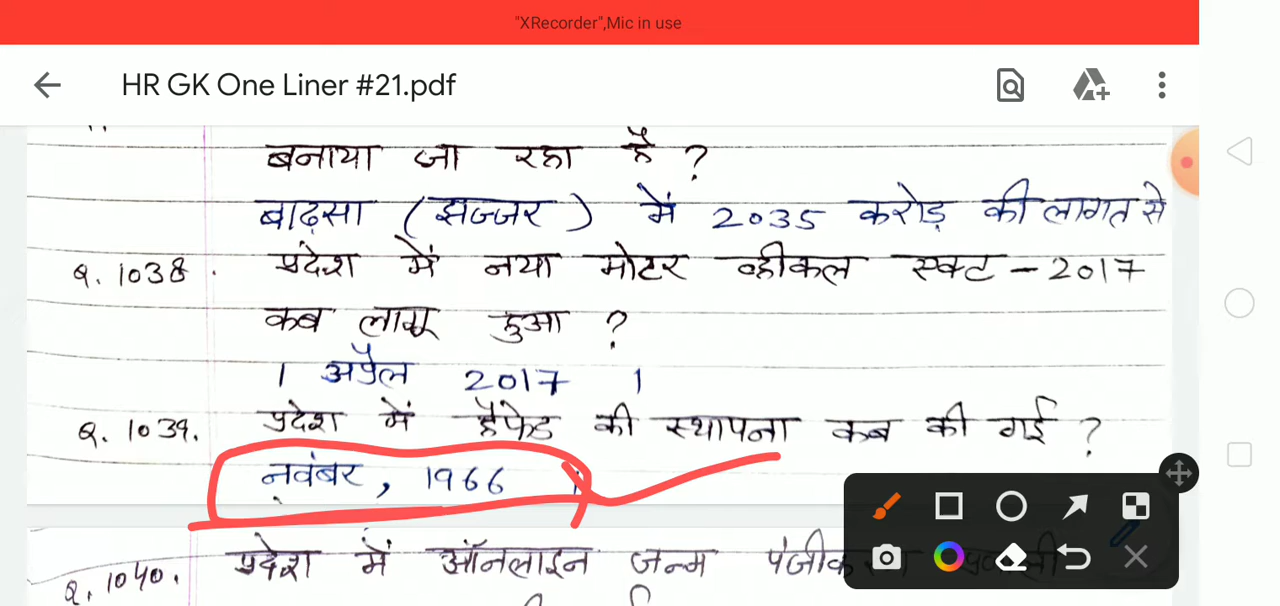 "XRecorder",Mic in use
HR GK One Liner #21.pdf
बनाया जा रहा है ?
बाढ़सा (झज्जर) में 2035 करोड़ की लागत से
Q. 1038. प्रदेश में नया मोटर व्हीकल एक्ट - 2017
कब लागू हुआ ?
1 अप्रैल 2017 ।
Q. 1039. प्रदेश में हैफेड की स्थापना कब की गई ?
नवंबर, 1966 ।
Q. 1040. प्रदेश में ऑनलाइन जन्म